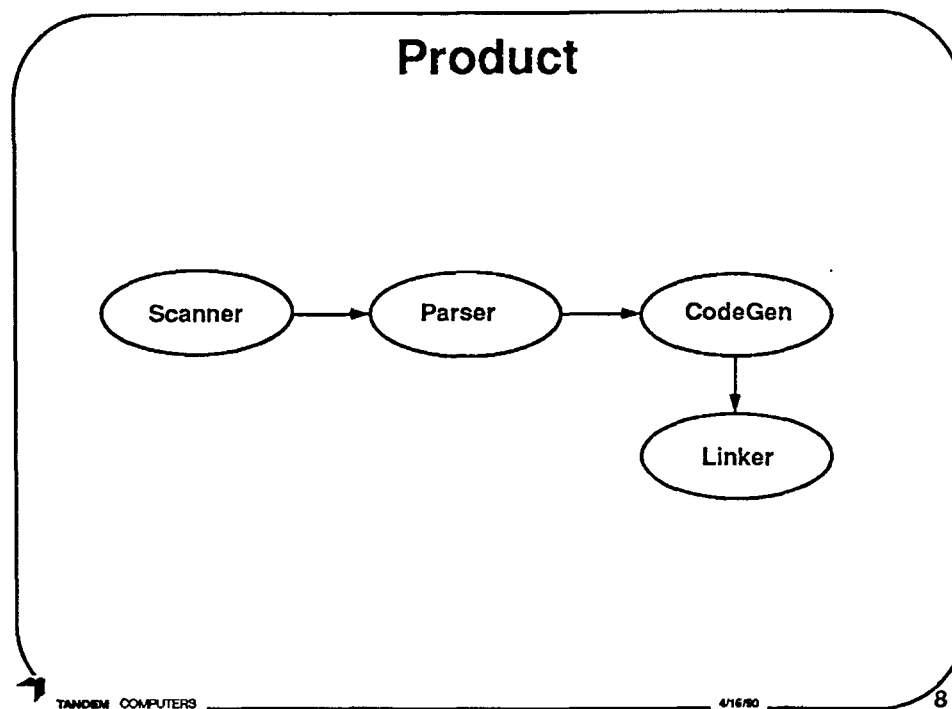 Product
Scanner
Parser
CodeGen
Linker
TANDEM COMPUTERS
4/16/90
8